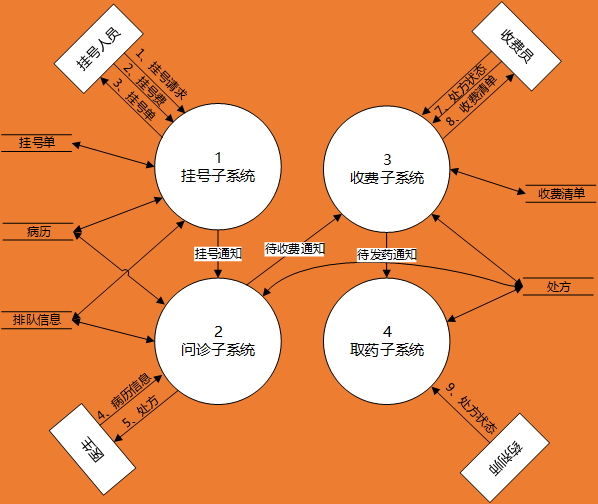 挂号人员
1、挂号请求
2、挂号费
3、挂号单
收费员
7、处方状态
8、收费清单
挂号单
1
挂号子系统
3
收费子系统
收费清单
病历
挂号通知
待收费通知
待发药通知
处方
排队信息
2
问诊子系统
4
取药子系统
4、病历信息
5、处方
医生
9、处方状态
药剂师